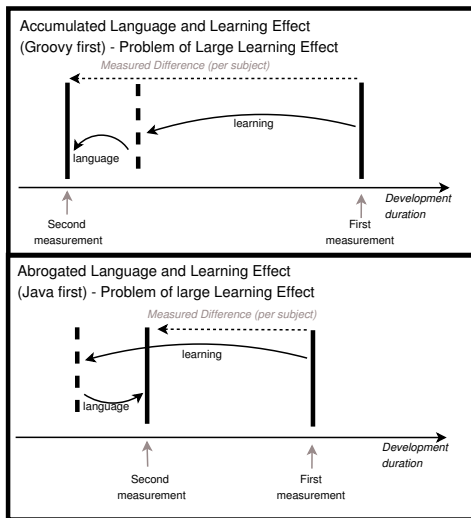 Accumulated Language and Learning Effect
(Groovy first) - Problem of Large Learning Effect
Measured Difference (per subject)
learning
language
Development
duration
Second
measurement
First
measurement
Abrogated Language and Learning Effect
(Java first) - Problem of large Learning Effect
Measured Difference (per subject)
learning
language
Development
duration
Second
measurement
First
measurement